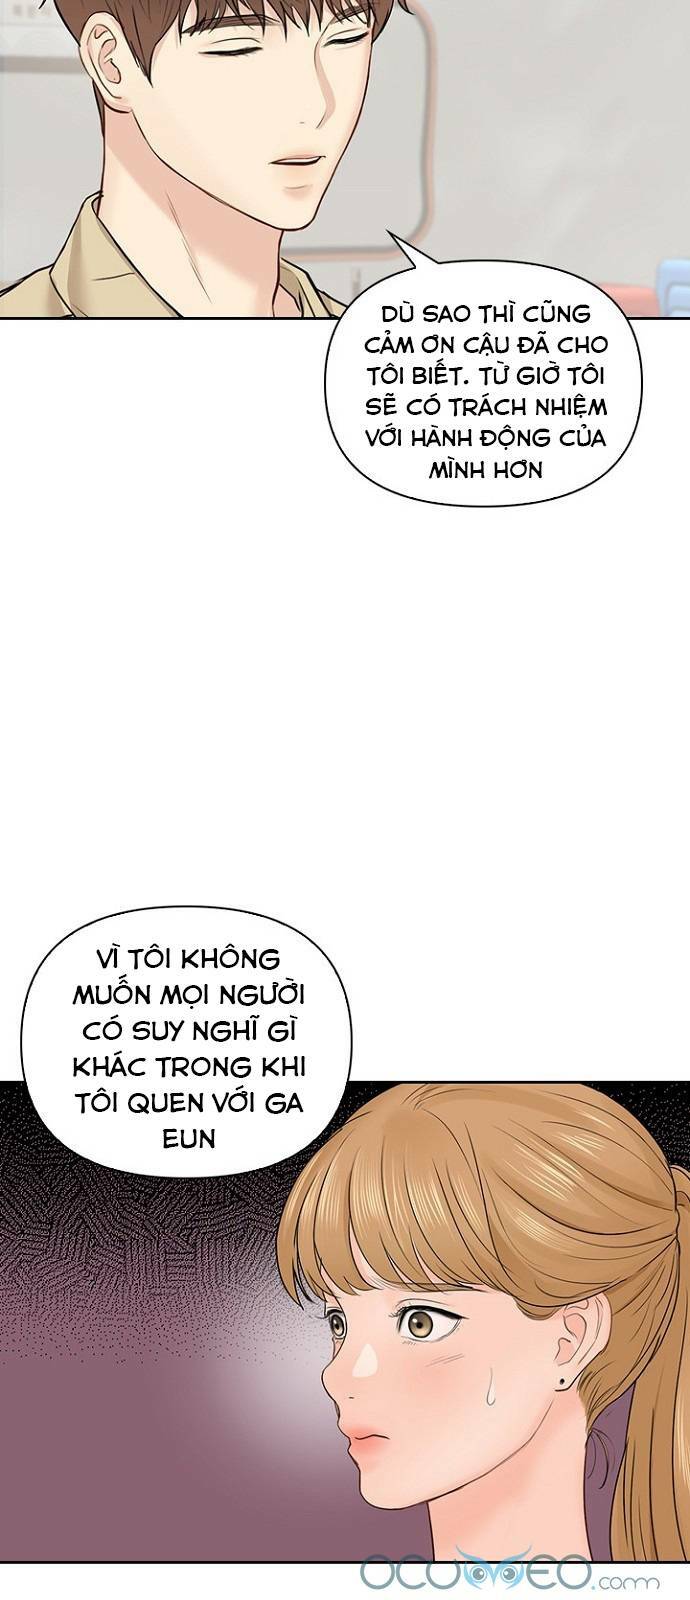 DÙ SAO THÌ CŨNG
CẢM ƠN CẬU ĐÃ CHO
TÔI BIẾT. TỪ GIỜ TÔI
SẼ CÓ TRÁCH NHIỆM
VỚI HÀNH ĐỘNG CỦA
MÌNH HƠN
VÌ TÔI KHÔNG
MUỐN MỌI NGƯỜI
CÓ SUY NGHĨ GÌ
KHÁC TRONG KHI
TÔI QUEN VỚI GA
EUN
OCUMEO.comm